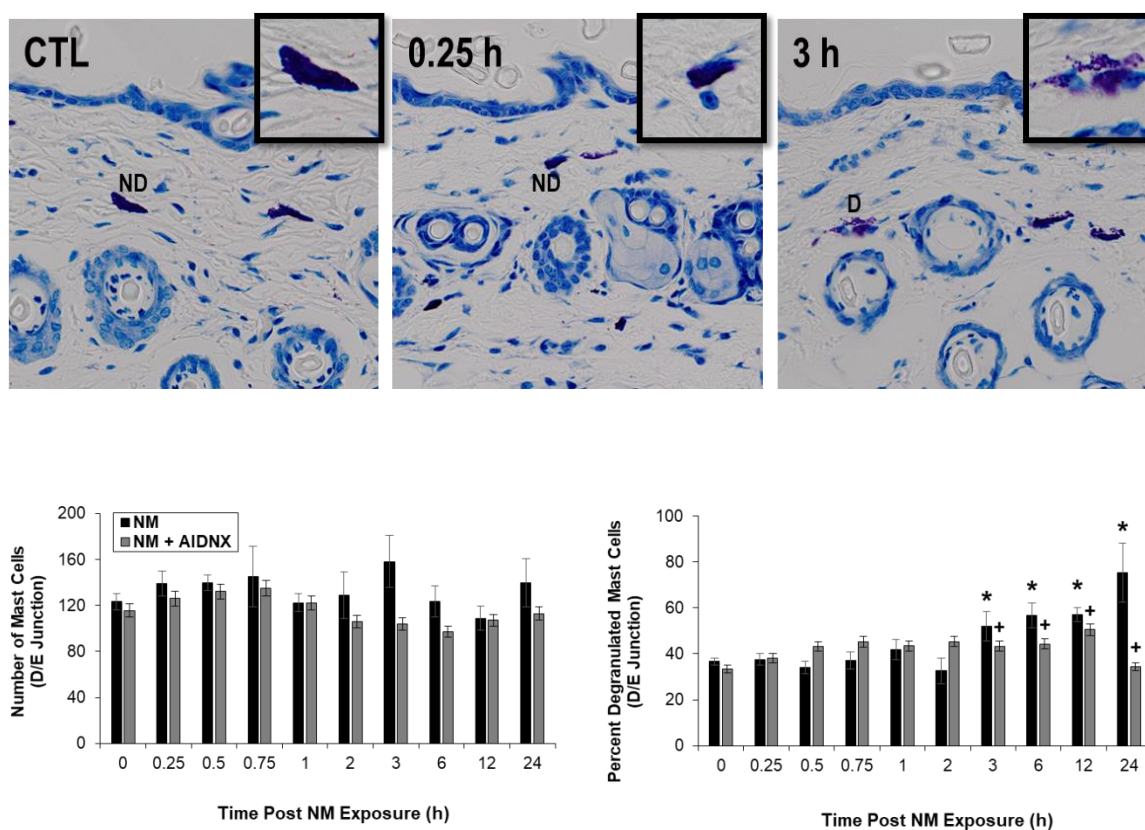 CTL
0.25 h
3 h
ND
ND
D
Number of Mast Cells
(D/E Junction)
200
160
120
80
40
0
NM
NM + AIDNX
0 0.25 0.5 0.75 1 2 3 6 12 24
Time Post NM Exposure (h)
Percent Degranulated Mast Cells
(D/E Junction)
100
80
60
40
20
0
*
* * *
+ + + +
0 0.25 0.5 0.75 1 2 3 6 12 24
Time Post NM Exposure (h)